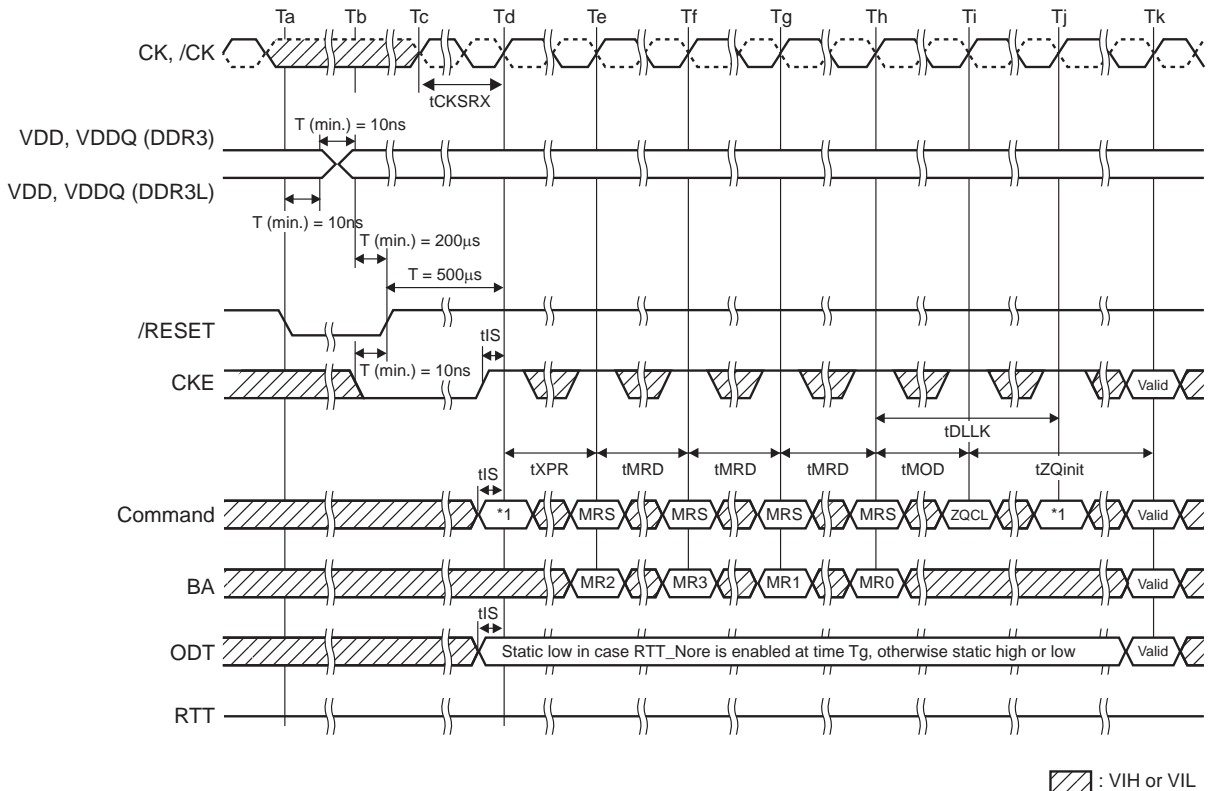 Ta Tb Tc Td Te Tf Tg Th Ti Tj Tk
CK, /CK
tCKSRX
T (min.) = 10ns
VDD, VDDQ (DDR3)
VDD, VDDQ (DDR3L)
T (min.) = 10ns
T (min.) = 200μs
T = 500μs
/RESET
tIS
T (min.) = 10ns
CKE
Valid
tDLLK
tXPR tMRD tMRD tMRD tMOD tZQinit
tIS
Command
*1 MRS MRS MRS MRS ZQCL *1 Valid
BA
MR2 MR3 MR1 MR0 Valid
tIS
ODT
Static low in case RTT_Nore is enabled at time Tg, otherwise static high or low
Valid
RTT
: VIH or VIL